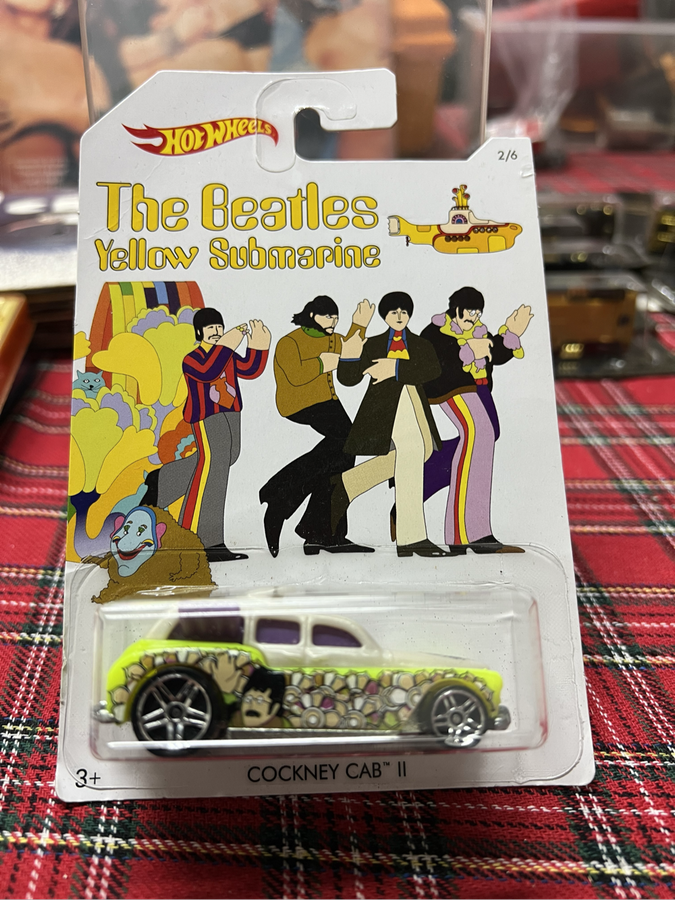 Hot Wheels
2/6
The Beatles
Yellow Submarine
3+
COCKNEY CAB™ II